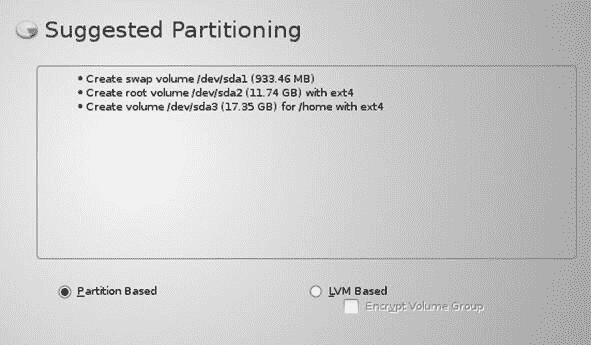 Suggested Partitioning
• Create swap volume /dev/sda1 (933.46 MB)
• Create root volume /dev/sda2 (11.74 GB) with ext4
• Create volume /dev/sda3 (17.35 GB) for /home with ext4
Partition Based LVM Based
Encrypt Volume Group